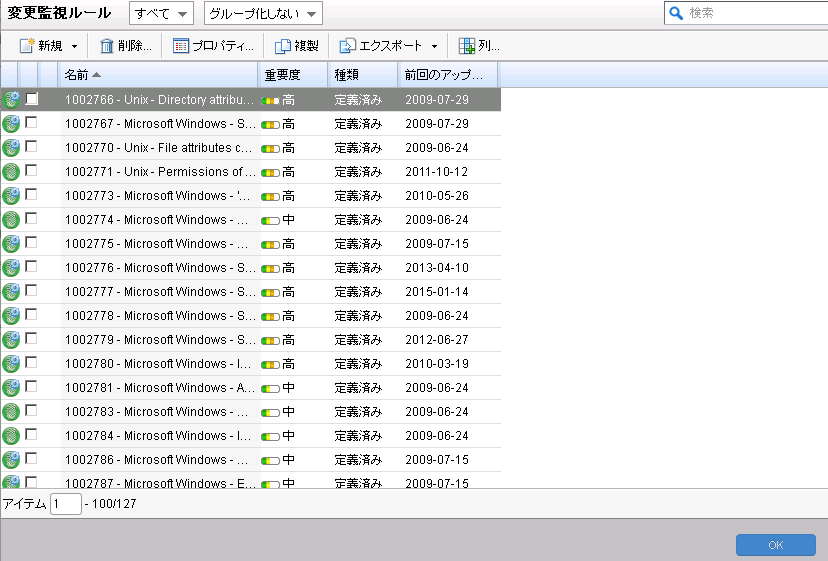 変更監視ルール すべて グループ化しない 検索
新規 削除... プロパティ... 複製 エクスポート 列...
名前 重要度 種類 前回のアップ...
1002766 - Unix - Directory attribu... 高 定義済み 2009-07-29
1002767 - Microsoft Windows - S... 高 定義済み 2009-07-29
1002770 - Unix - File attributes c... 高 定義済み 2009-06-24
1002771 - Unix - Permissions of ... 高 定義済み 2011-10-12
1002773 - Microsoft Windows - '... 高 定義済み 2010-05-26
1002774 - Microsoft Windows - ... 中 定義済み 2009-06-24
1002775 - Microsoft Windows - ... 高 定義済み 2009-07-15
1002776 - Microsoft Windows - S... 高 定義済み 2013-04-10
1002777 - Microsoft Windows - S... 高 定義済み 2015-01-14
1002778 - Microsoft Windows - S... 高 定義済み 2009-06-24
1002779 - Microsoft Windows - S... 高 定義済み 2012-06-27
1002780 - Microsoft Windows - I... 高 定義済み 2010-03-19
1002781 - Microsoft Windows - A... 中 定義済み 2009-06-24
1002783 - Microsoft Windows - ... 中 定義済み 2009-06-24
1002784 - Microsoft Windows - I... 中 定義済み 2009-06-24
1002786 - Microsoft Windows - ... 中 定義済み 2009-07-15
1002787 - Microsoft Windows - E... 中 定義済み 2009-07-15
アイテム 1 - 100/127
OK